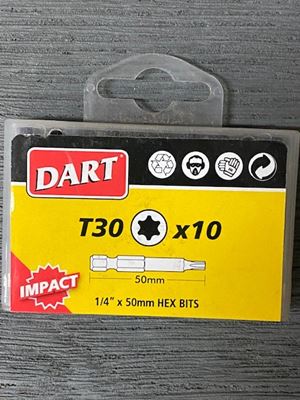 DART
T30 x10
IMPACT
50mm
1/4" x 50mm HEX BITS